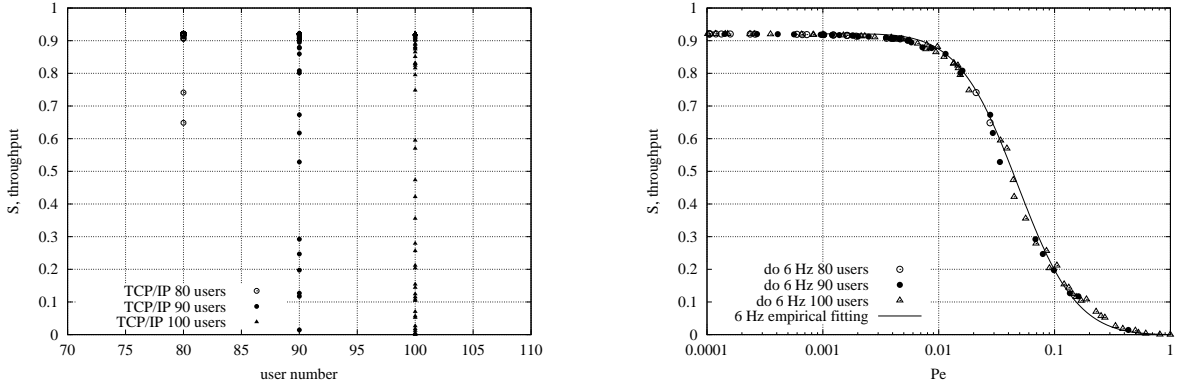 S, throughput
1
0.9
0.8
0.7
0.6
0.5
0.4
0.3
0.2
0.1
0
TCP/IP 80 users
TCP/IP 90 users
TCP/IP 100 users
70 75 80 85 90 95 100 105 110
user number
S, throughput
1
0.9
0.8
0.7
0.6
0.5
0.4
0.3
0.2
0.1
0
do 6 Hz 80 users
do 6 Hz 90 users
do 6 Hz 100 users
6 Hz empirical fitting
0.0001 0.001 0.01 0.1 1
Pe